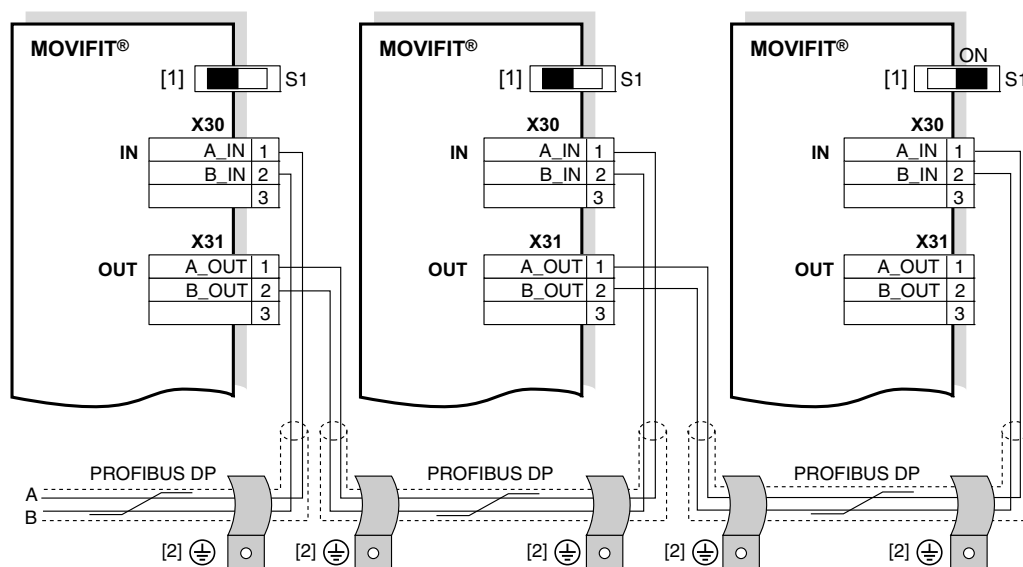 MOVIFIT® MOVIFIT® MOVIFIT®
ON
[1] S1 [1] S1 [1] S1
X30 X30 X30
IN A_IN 1 IN A_IN 1 IN A_IN 1
B_IN 2 B_IN 2 B_IN 2
3 3 3
X31 X31 X31
OUT A_OUT 1 OUT A_OUT 1 OUT A_OUT 1
B_OUT 2 B_OUT 2 B_OUT 2
3 3 3
PROFIBUS DP PROFIBUS DP PROFIBUS DP
A
B
[2] [2] [2] [2] [2]